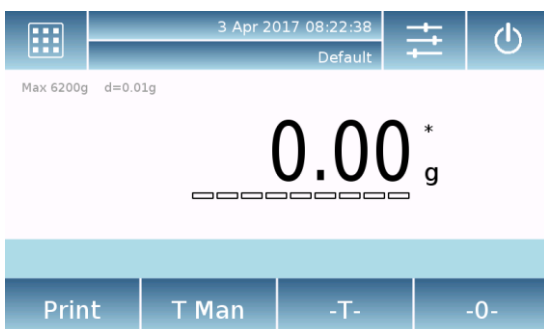 3 Apr 2017 08:22:38
Default
Max 6200g d=0.01g
0.00 *
g
Print T Man -T- -0-